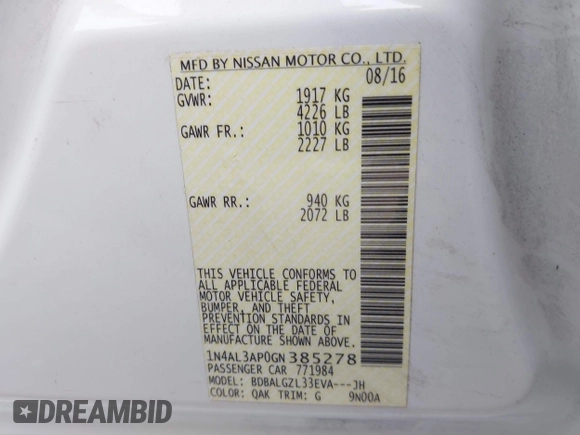 MFD BY NISSAN MOTOR CO., LTD.
DATE: 08/16
GVWR: 1917 KG
4226 LB
GAWR FR.: 1010 KG
2227 LB
GAWR RR.: 940 KG
2072 LB
THIS VEHICLE CONFORMS TO
ALL APPLICABLE FEDERAL
MOTOR VEHICLE SAFETY,
BUMPER, AND THEFT
PREVENTION STANDARDS IN
EFFECT ON THE DATE OF
MANUFACTURE SHOWN ABOVE.
1N4AL3AP0GN385278
PASSENGER CAR 771984
MODEL: BDBALGZL33EVA---JH
COLOR: QAK TRIM: G 9N00A
DREAMBID